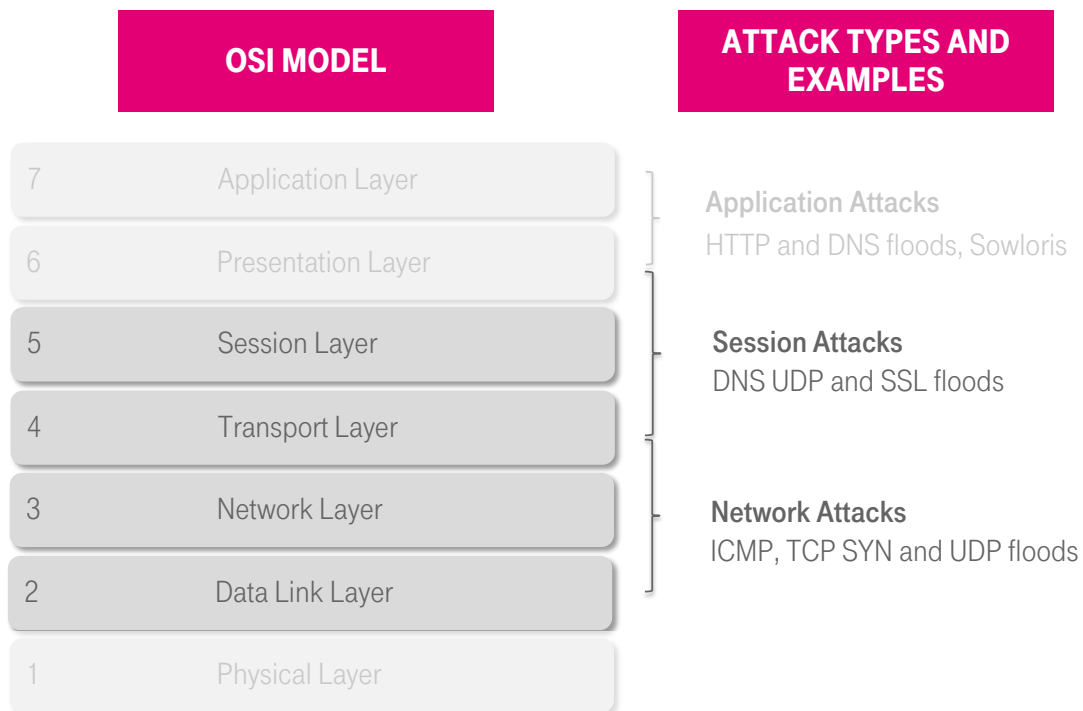 OSI MODEL
ATTACK TYPES AND
EXAMPLES
7 Application Layer
6 Presentation Layer
5 Session Layer
4 Transport Layer
3 Network Layer
2 Data Link Layer
1 Physical Layer
Application Attacks
HTTP and DNS floods, Sowloris
Session Attacks
DNS UDP and SSL floods
Network Attacks
ICMP, TCP SYN and UDP floods